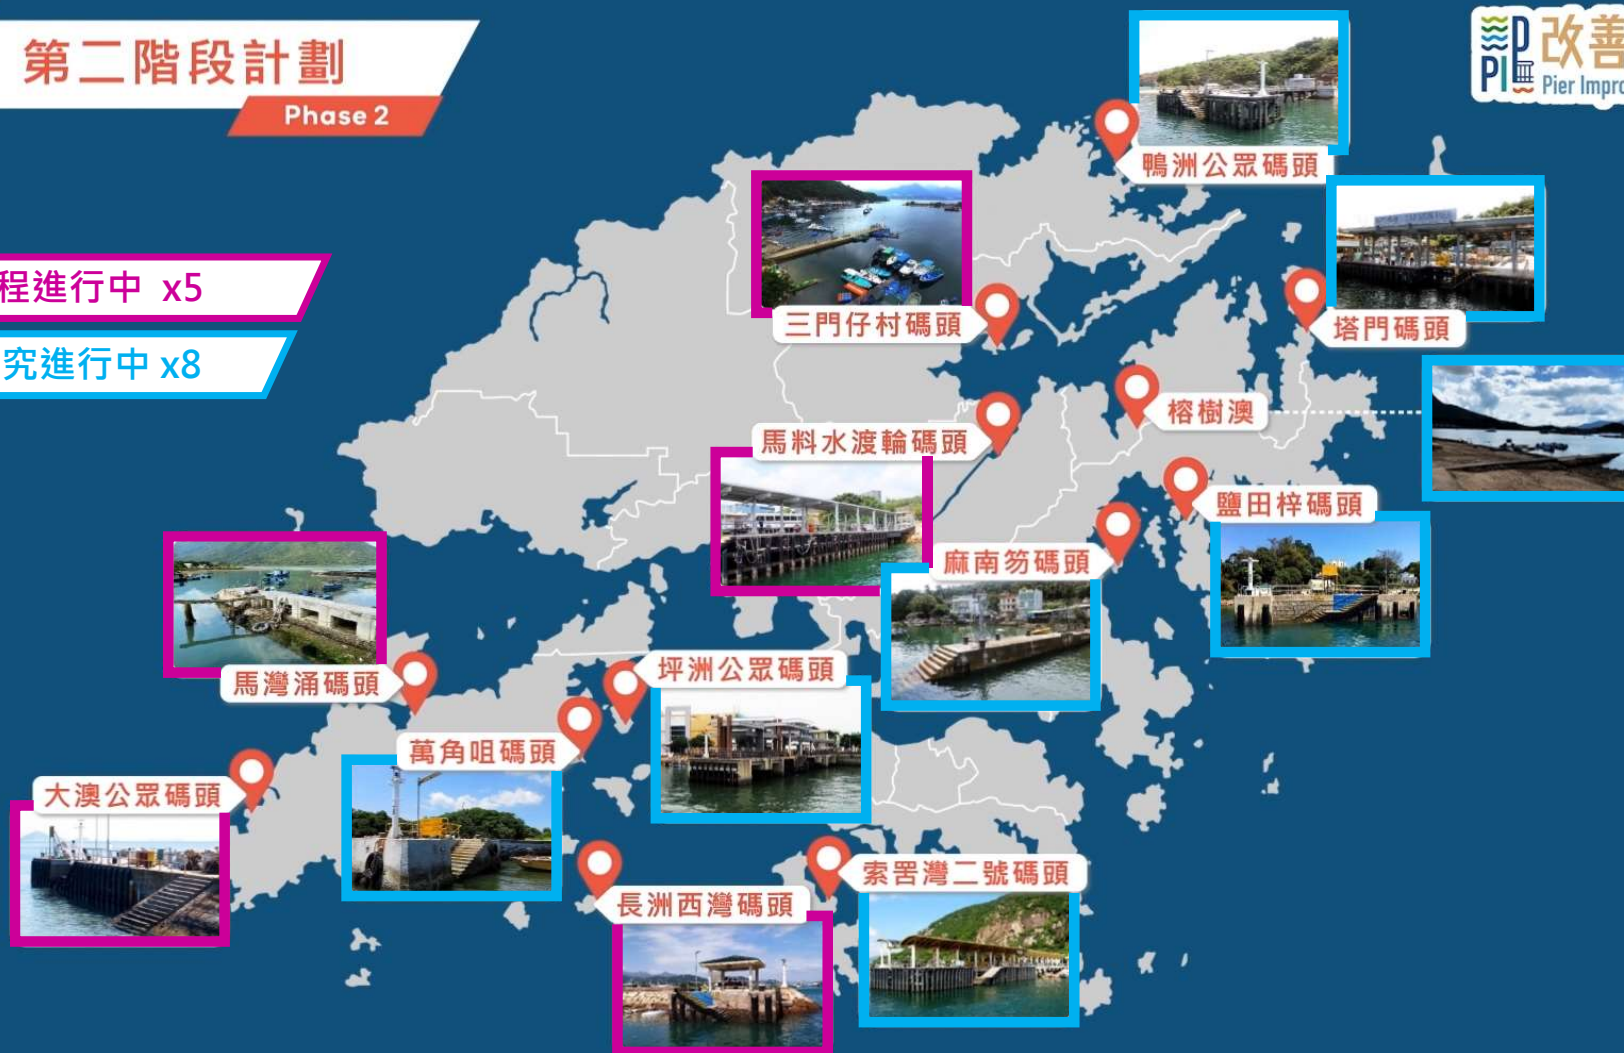 第二階段計劃
Phase 2
改善
Pier Impro
程進行中 x5
究進行中 x8
鴨洲公眾碼頭
三門仔村碼頭
塔門碼頭
榕樹澳
馬料水渡輪碼頭
鹽田梓碼頭
麻南笏碼頭
馬灣涌碼頭
坪洲公眾碼頭
萬角咀碼頭
大澳公眾碼頭
索罟灣二號碼頭
長洲西灣碼頭